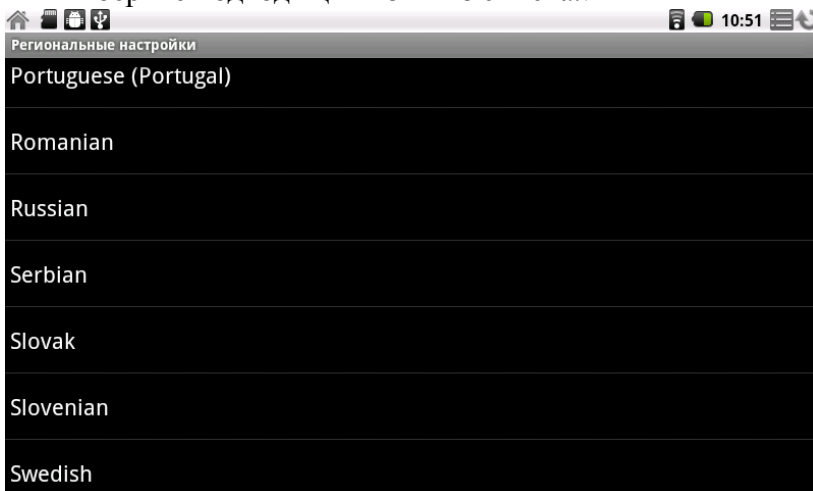 10:51
Региональные настройки
Portuguese (Portugal)
Romanian
Russian
Serbian
Slovak
Slovenian
Swedish